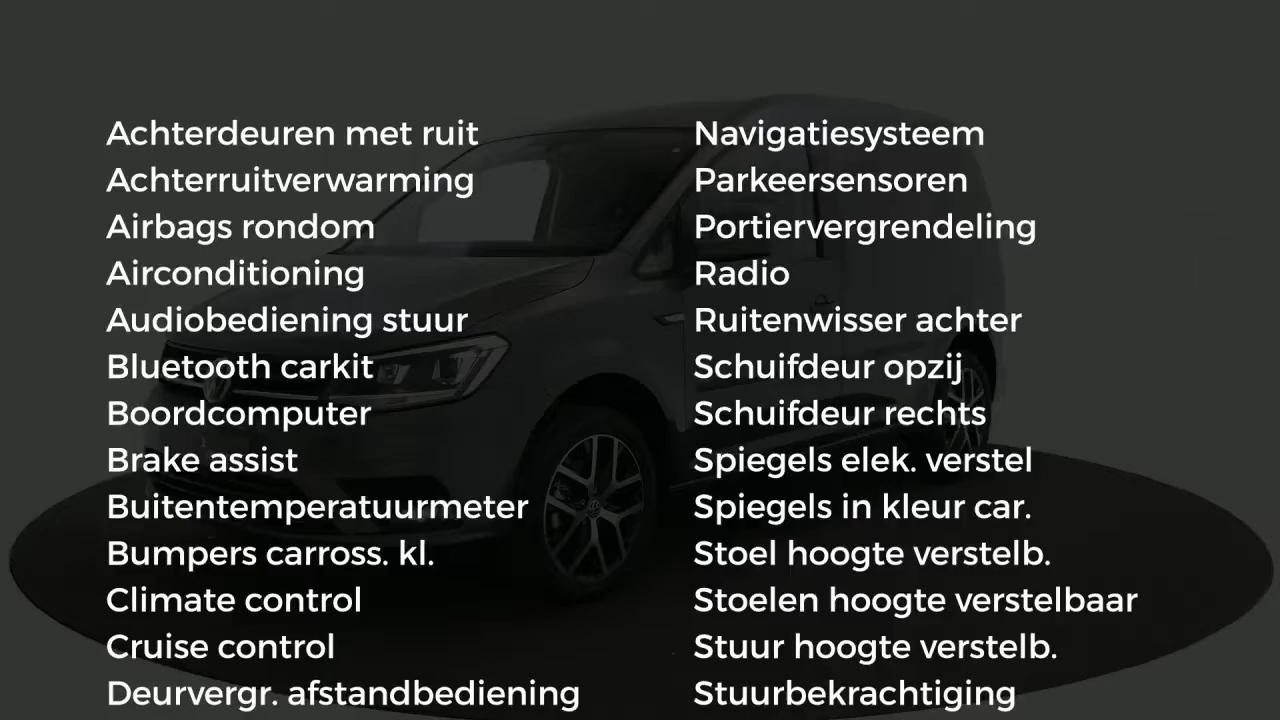 Achterdeuren met ruit
Achterruitverwarming
Airbags rondom
Airconditioning
Audiobediening stuur
Bluetooth carkit
Boordcomputer
Brake assist
Buitentemperatuurmeter
Bumpers carross. kl.
Climate control
Cruise control
Deurvergr. afstandbediening
Navigatiesysteem
Parkeersensoren
Portiervergrendeling
Radio
Ruitenwisser achter
Schuifdeur opzij
Schuifdeur rechts
Spiegels elek. verstel
Spiegels in kleur car.
Stoel hoogte verstelb.
Stoelen hoogte verstelbaar
Stuur hoogte verstelb.
Stuurbekrachtiging